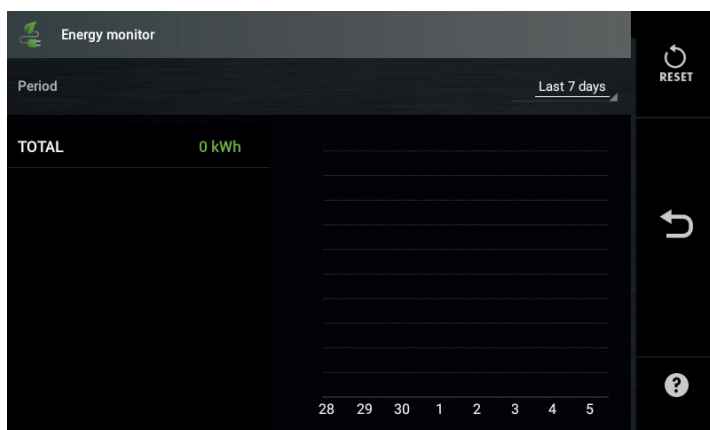 Energy monitor
RESET
Period
Last 7 days
TOTAL
0 kWh
28 29 30 1 2 3 4 5
?